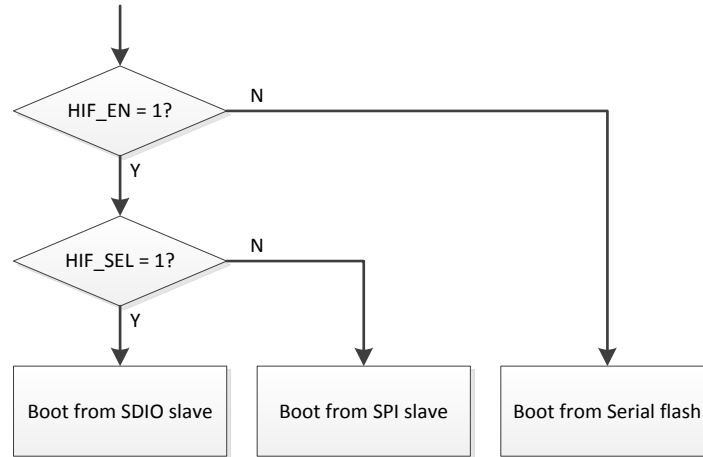 HIF_EN = 1?
N
Y
HIF_SEL = 1?
N
Y
Boot from SDIO slave
Boot from SPI slave
Boot from Serial flash